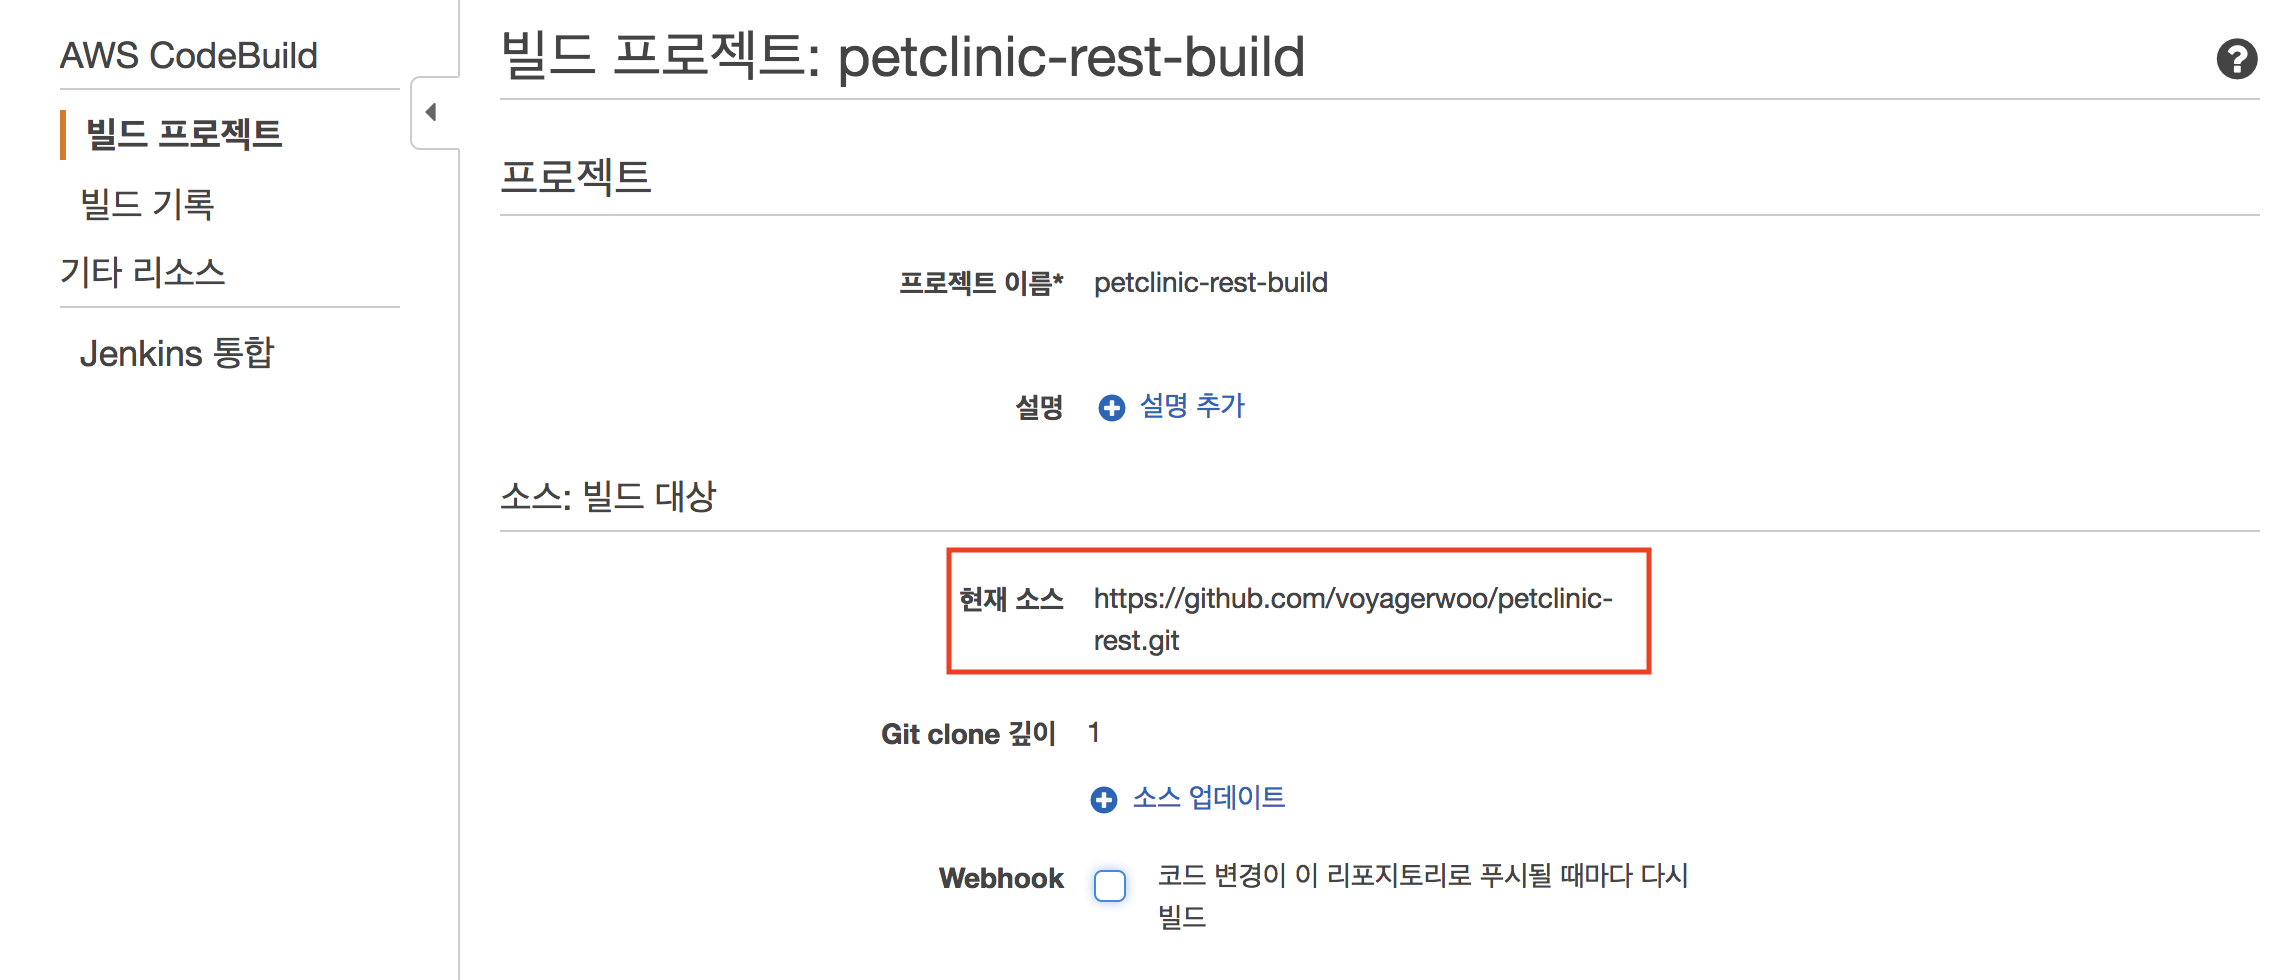 AWS CodeBuild
빌드 프로젝트
빌드 기록
기타 리소스
Jenkins 통합
빌드 프로젝트: petclinic-rest-build
프로젝트
프로젝트 이름* petclinic-rest-build
설명 설명 추가
소스: 빌드 대상
현재 소스 https://github.com/voyagerwoo/petclinic-
rest.git
Git clone 깊이 1
소스 업데이트
Webhook 코드 변경이 이 리포지토리로 푸시될 때마다 다시
빌드